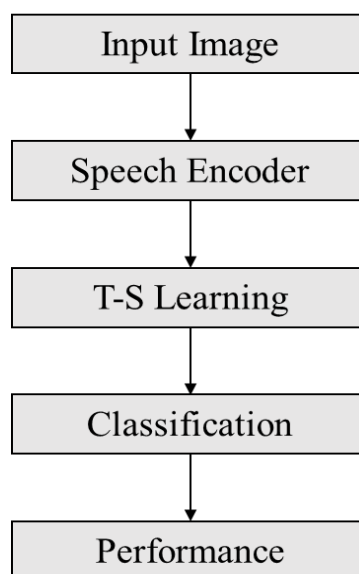 Input Image
Speech Encoder
T-S Learning
Classification
Performance